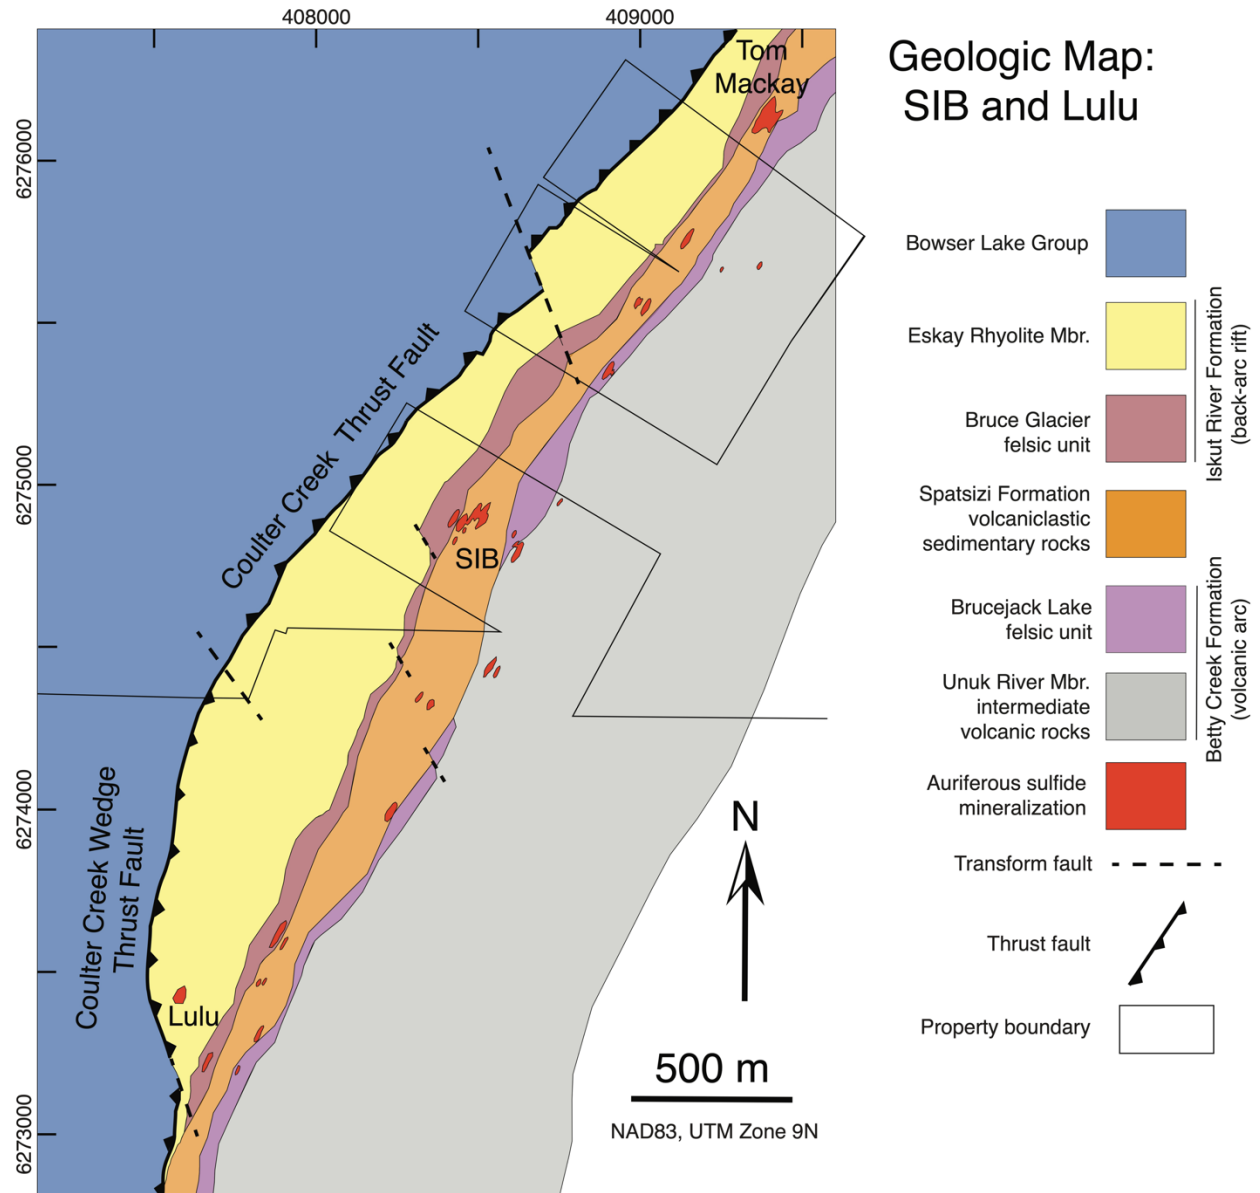 408000
409000
Geologic Map:
SIB and Lulu
Tom
Mackay
6276000
6275000
6274000
6273000
Coulter Creek Thrust Fault
SIB
Coulter Creek Wedge
Thrust Fault
Lulu
N
500 m
NAD83, UTM Zone 9N
Bowser Lake Group
Eskay Rhyolite Mbr.
Bruce Glacier
felsic unit
Iskut River Formation
(back-arc rift)
Spatsizi Formation
volcaniclastic
sedimentary rocks
Brucejack Lake
felsic unit
Unuk River Mbr.
intermediate
volcanic rocks
Betty Creek Formation
(volcanic arc)
Auriferous sulfide
mineralization
Transform fault
Thrust fault
Property boundary